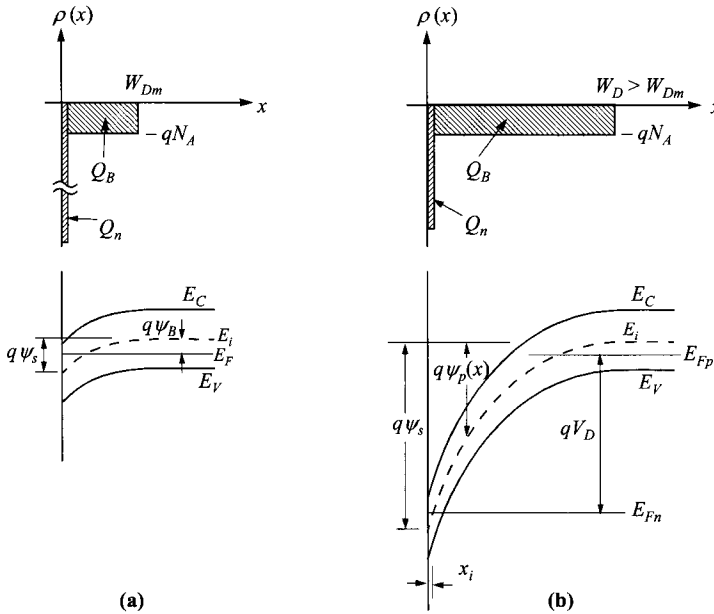 ρ(x)
W_Dm
x
−qN_A
Q_B
Q_n
E_C
qψ_B
E_i
E_F
qψ_s
E_V
(a)
ρ(x)
W_D > W_Dm
x
−qN_A
Q_B
Q_n
E_C
E_i
E_Fp
qψ_p(x)
E_V
qψ_s
qV_D
E_Fn
x_i
(b)